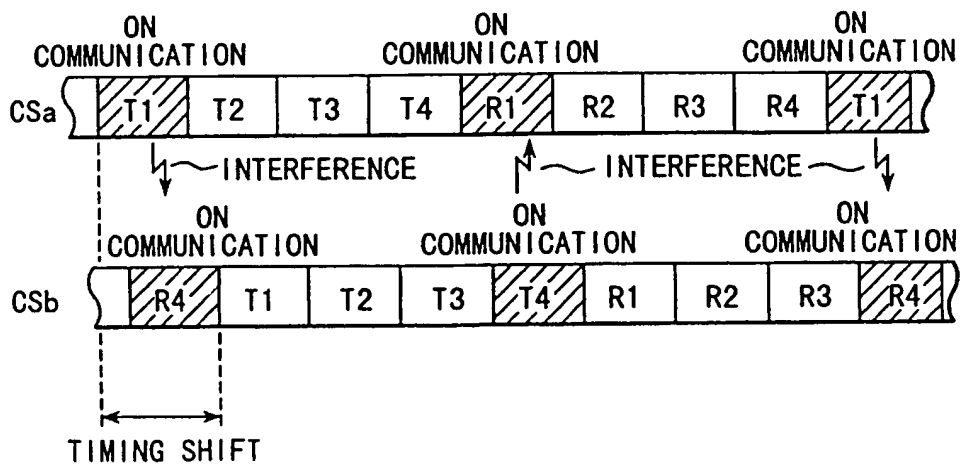 ON COMMUNICATION
ON COMMUNICATION
ON COMMUNICATION
CSa T1 T2 T3 T4 R1 R2 R3 R4 T1
INTERFERENCE
INTERFERENCE
ON COMMUNICATION
ON COMMUNICATION
ON COMMUNICATION
CSb R4 T1 T2 T3 T4 R1 R2 R3 R4
TIMING SHIFT